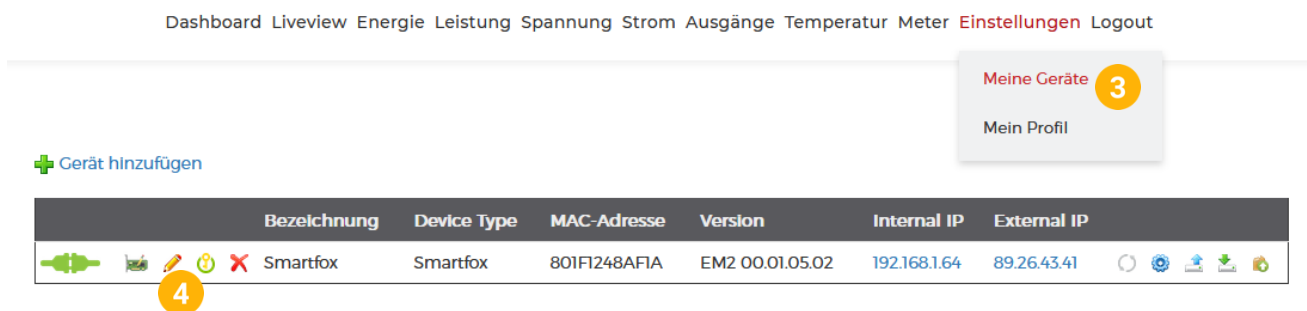 Dashboard Liveview Energie Leistung Spannung Strom Ausgänge Temperatur Meter Einstellungen Logout
Meine Geräte 3
Mein Profil
Gerät hinzufügen
Bezeichnung Device Type MAC-Adresse Version Internal IP External IP
Smartfox Smartfox 801F1248AF1A EM2 00.01.05.02 192.168.1.64 89.26.43.41
4